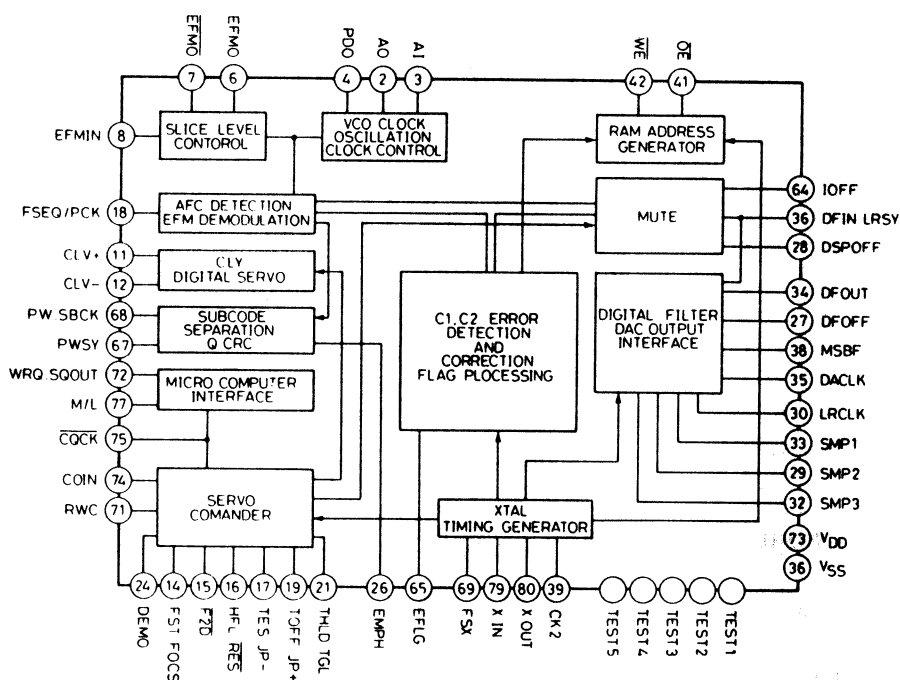 EFMO
EFMO
PDO
AO
AI
WE
OE
7
6
4
2
3
42
41
EFMIN
8
SLICE LEVEL
CONTOROL
VCO CLOCK
OSCILLATION
CLOCK CONTROL
RAM ADDRESS
GENERATOR
FSEQ/PCK
18
AFC DETECTION
EFM DEMODULATION
MUTE
64
IOFF
36
DFIN LRSY
28
DSPOFF
CLV+
11
CLV-
12
CLY
DIGITAL SERVO
C1,C2 ERROR
DETECTION
AND
CORRECTION
FLAG PLOCESSING
DIGITAL FILTER
DAC OUTPUT
INTERFACE
34
DFOUT
27
DFOFF
38
MSBF
35
DACLK
30
LRCLK
33
SMP1
29
SMP2
32
SMP3
73
VDD
36
VSS
PW SBCK
68
PWSY
67
SUBCODE
SEPARATION
Q CRC
WRQ.SQOUT
72
M/L
77
MICRO COMPUTER
INTERFACE
CQCK
75
COIN
74
RWC
71
SERVO
COMANDER
XTAL
TIMING GENERATOR
24
14
15
16
17
19
21
26
65
69
79
80
39
DEMO
FST FOCS
F2D
HFL RES
TES JP-
TOFF JP+
THLD TGL
EMPH
EFLG
FSX
X IN
X OUT
CK2
TEST5
TEST4
TEST3
TEST2
TEST1